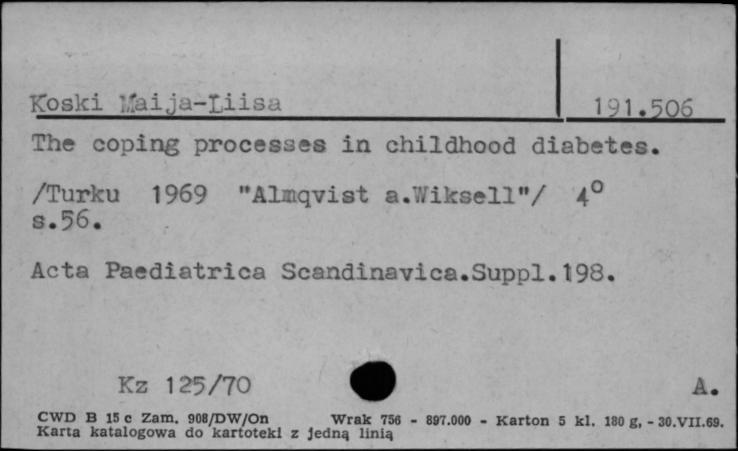 Koski Maija-Liisa 191.506
The coping processes in childhood diabetes.
/Turku 1969 "Almqvist a.Wiksell"/ 4°
s.56.
Acta Paediatrica Scandinavica.Suppl.198.
Kz 125/70 A.
CWD B 15 c Zam. 908/DW/On Wrak 756 - 897.000 - Karton 5 kl. 180 g, - 30.VII.69.
Karta katalogowa do kartoteki z jedną linią